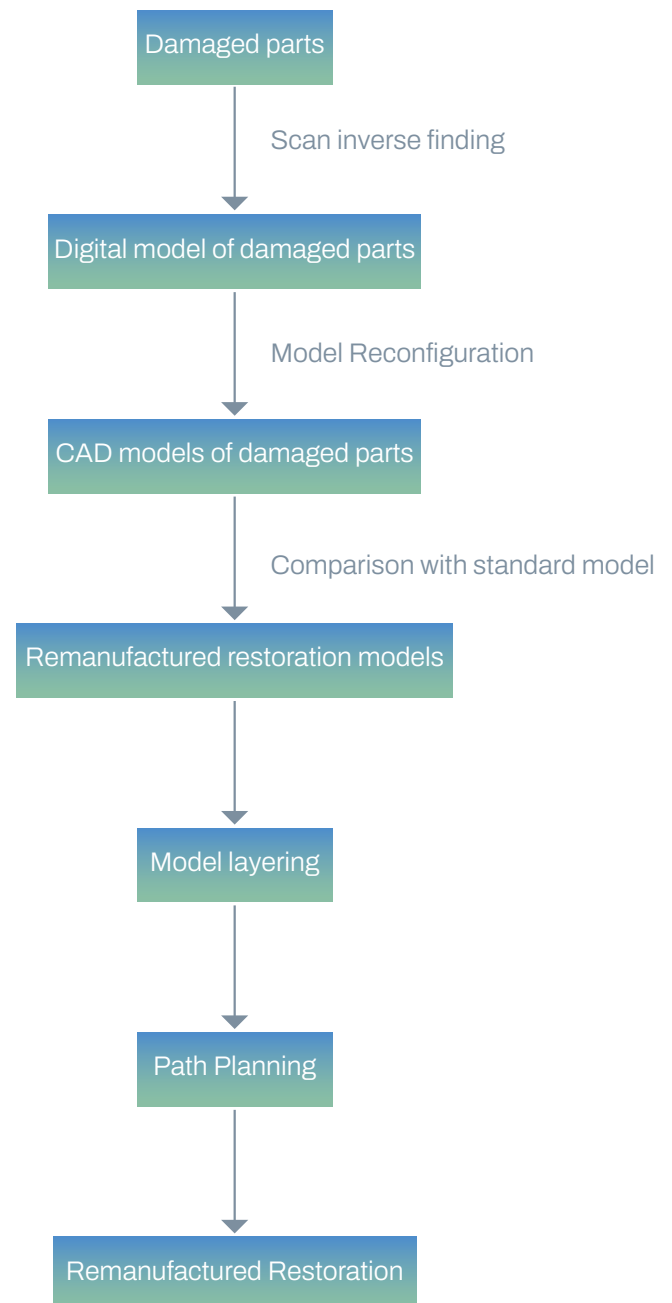 Damaged parts
Scan inverse finding
Digital model of damaged parts
Model Reconfiguration
CAD models of damaged parts
Comparison with standard model
Remanufactured restoration models
Model layering
Path Planning
Remanufactured Restoration